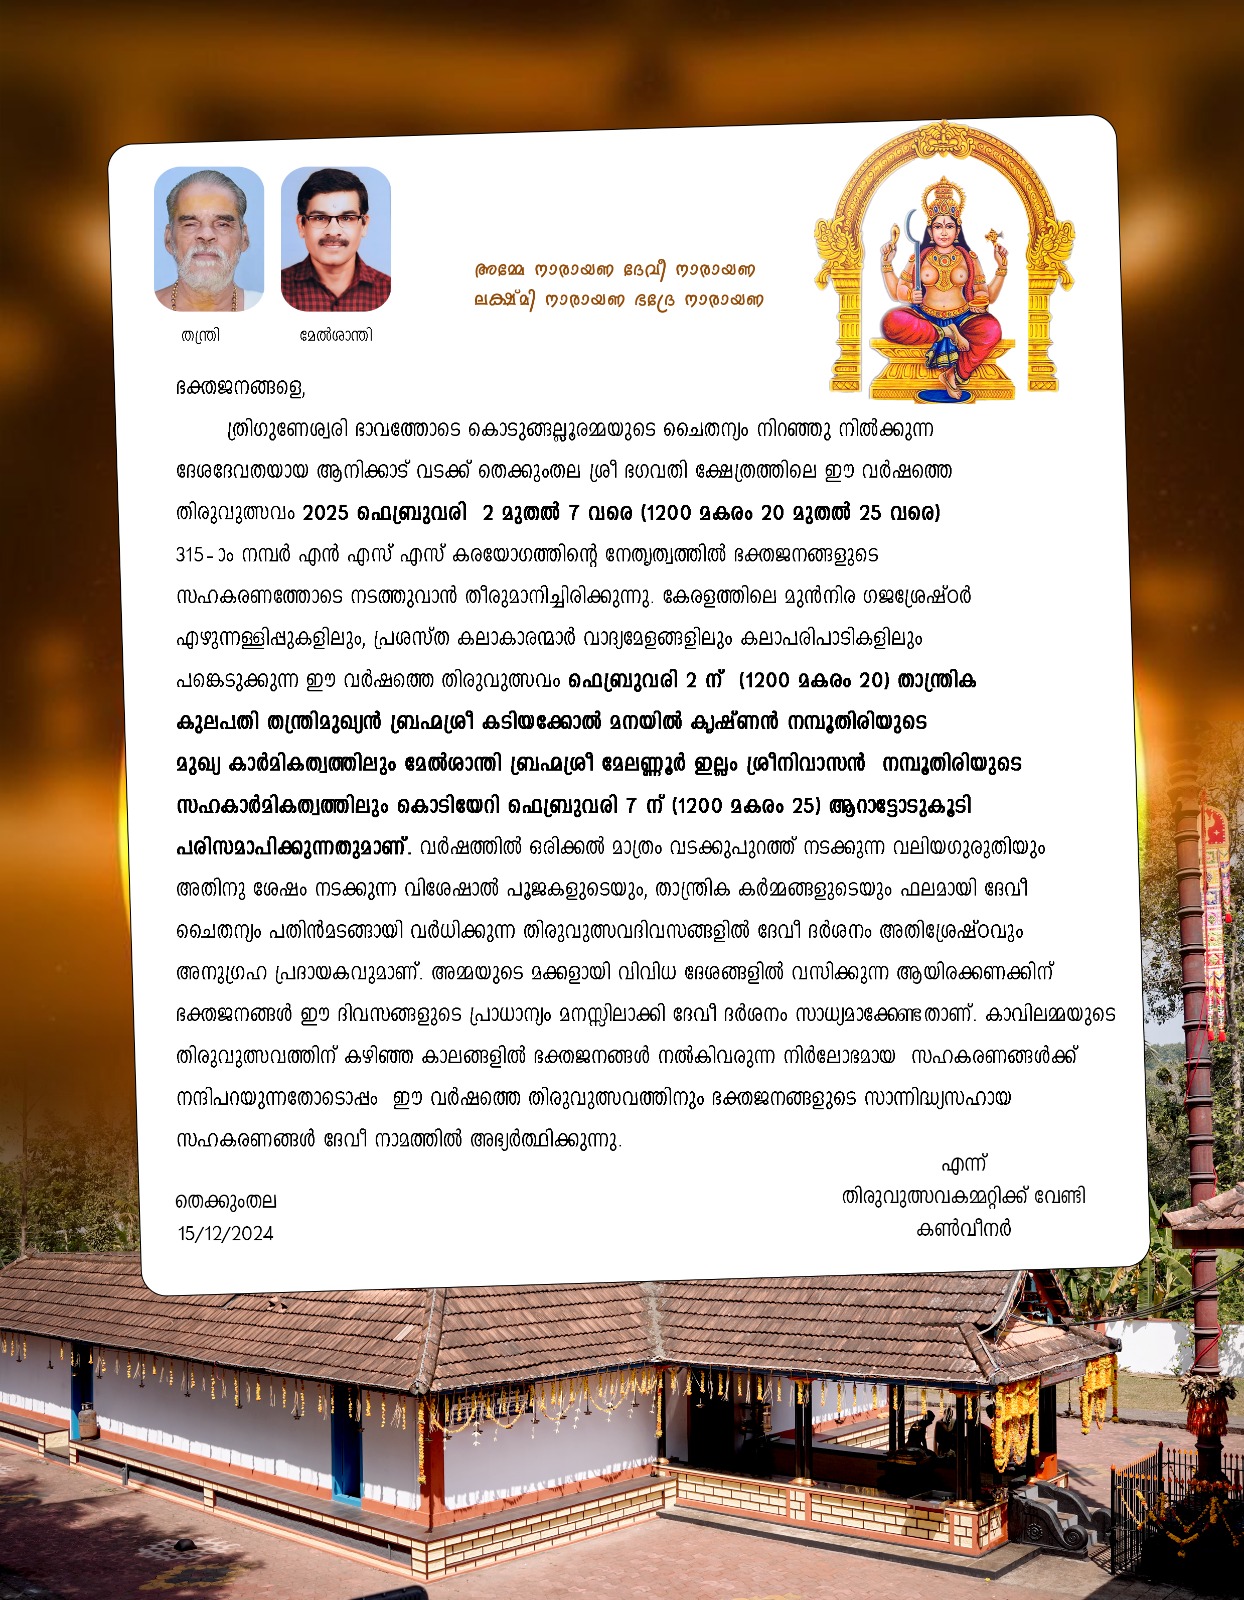 അമ്മേ നാരായണ ദേവീ നാരായണ
ലക്ഷ്മി നാരായണ ഭദ്രേ നാരായണ
തന്ത്രി
മേൽശാന്തി
ഭക്തജനങ്ങളെ,
ത്രിഗുണേശ്വരി ഭാവത്തോടെ കൊടുങ്ങല്ലൂരമ്മയുടെ ചൈതന്യം നിറഞ്ഞു നിൽക്കുന്ന
ദേശദേവതയായ ആനിക്കാട് വടക്ക് തെക്കുംതല ശ്രീ ഭഗവതി ക്ഷേത്രത്തിലെ ഈ വർഷത്തെ
തിരുവുത്സവം 2025 ഫെബ്രുവരി 2 മുതൽ 7 വരെ (1200 മകരം 20 മുതൽ 25 വരെ)
315-ാം നമ്പർ എൻ എസ് എസ് കരയോഗത്തിന്റെ നേതൃത്വത്തിൽ ഭക്തജനങ്ങളുടെ
സഹകരണത്തോടെ നടത്തുവാൻ തീരുമാനിച്ചിരിക്കുന്നു. കേരളത്തിലെ മുൻനിര ഗജശ്രേഷ്ഠർ
എഴുന്നള്ളിപ്പുകളിലും, പ്രശസ്ത കലാകാരന്മാർ വാദ്യമേളങ്ങളിലും കലാപരിപാടികളിലും
പങ്കെടുക്കുന്ന ഈ വർഷത്തെ തിരുവുത്സവം ഫെബ്രുവരി 2 ന് (1200 മകരം 20) താന്ത്രിക
കുലപതി തന്ത്രിമുഖ്യൻ ബ്രഹ്മശ്രീ കടിയക്കോൽ മനയിൽ കൃഷ്ണൻ നമ്പൂതിരിയുടെ
മുഖ്യ കാർമികത്വത്തിലും മേൽശാന്തി ബ്രഹ്മശ്രീ മേലണ്ണൂർ ഇല്ലം ശ്രീനിവാസൻ നമ്പൂതിരിയുടെ
സഹകാർമികത്വത്തിലും കൊടിയേറി ഫെബ്രുവരി 7 ന് (1200 മകരം 25) ആറാട്ടോടുകൂടി
പരിസമാപിക്കുന്നതുമാണ്. വർഷത്തിൽ ഒരിക്കൽ മാത്രം വടക്കുപുറത്ത് നടക്കുന്ന വലിയഗുരുതിയും
അതിനു ശേഷം നടക്കുന്ന വിശേഷാൽ പൂജകളുടെയും, താന്ത്രിക കർമ്മങ്ങളുടെയും ഫലമായി ദേവീ
ചൈതന്യം പതിൻമടങ്ങായി വർധിക്കുന്ന തിരുവുത്സവദിവസങ്ങളിൽ ദേവീ ദർശനം അതിശ്രേഷ്ഠവും
അനുഗ്രഹ പ്രദായകവുമാണ്. അമ്മയുടെ മക്കളായി വിവിധ ദേശങ്ങളിൽ വസിക്കുന്ന ആയിരക്കണക്കിന്
ഭക്തജനങ്ങൾ ഈ ദിവസങ്ങളുടെ പ്രാധാന്യം മനസ്സിലാക്കി ദേവീ ദർശനം സാധ്യമാക്കേണ്ടതാണ്. കാവിലമ്മയുടെ
തിരുവുത്സവത്തിന് കഴിഞ്ഞ കാലങ്ങളിൽ ഭക്തജനങ്ങൾ നൽകിവരുന്ന നിർലോഭമായ സഹകരണങ്ങൾക്ക്
നന്ദിപറയുന്നതോടൊപ്പം ഈ വർഷത്തെ തിരുവുത്സവത്തിനും ഭക്തജനങ്ങളുടെ സാന്നിദ്ധ്യസഹായ
സഹകരണങ്ങൾ ദേവീ നാമത്തിൽ അഭ്യർത്ഥിക്കുന്നു.
എന്ന്
തിരുവുത്സവകമ്മറ്റിക്ക് വേണ്ടി
കൺവീനർ
തെക്കുംതല
15/12/2024